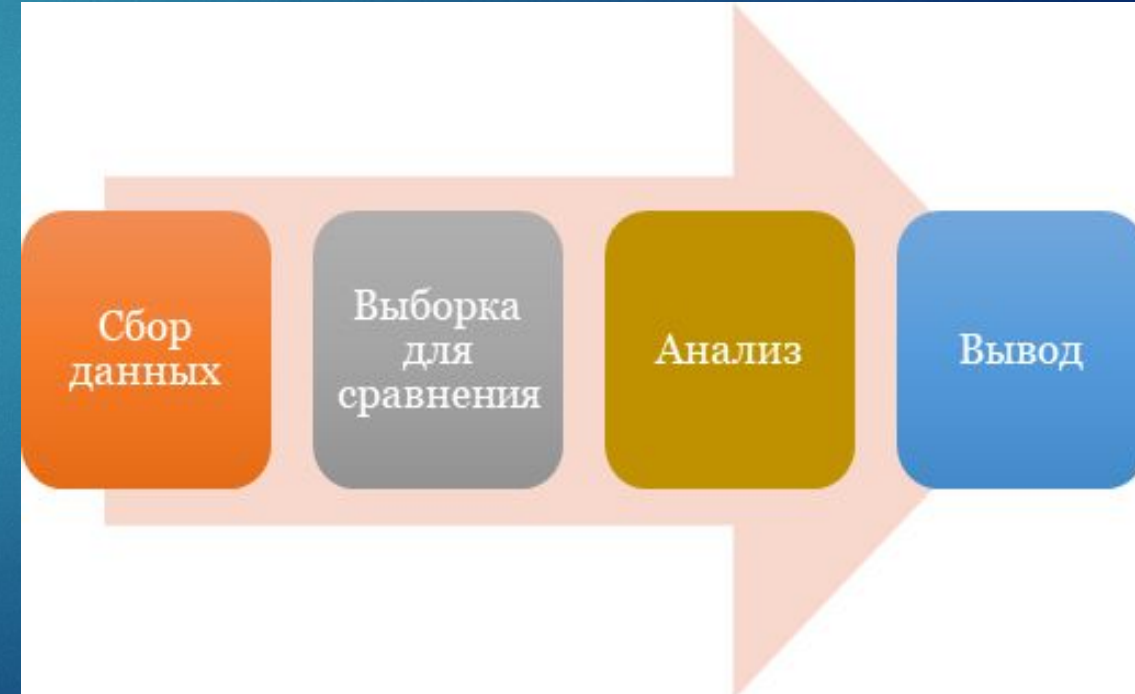 Сбор
данных
Выборка
для
сравнения
Анализ
Вывод